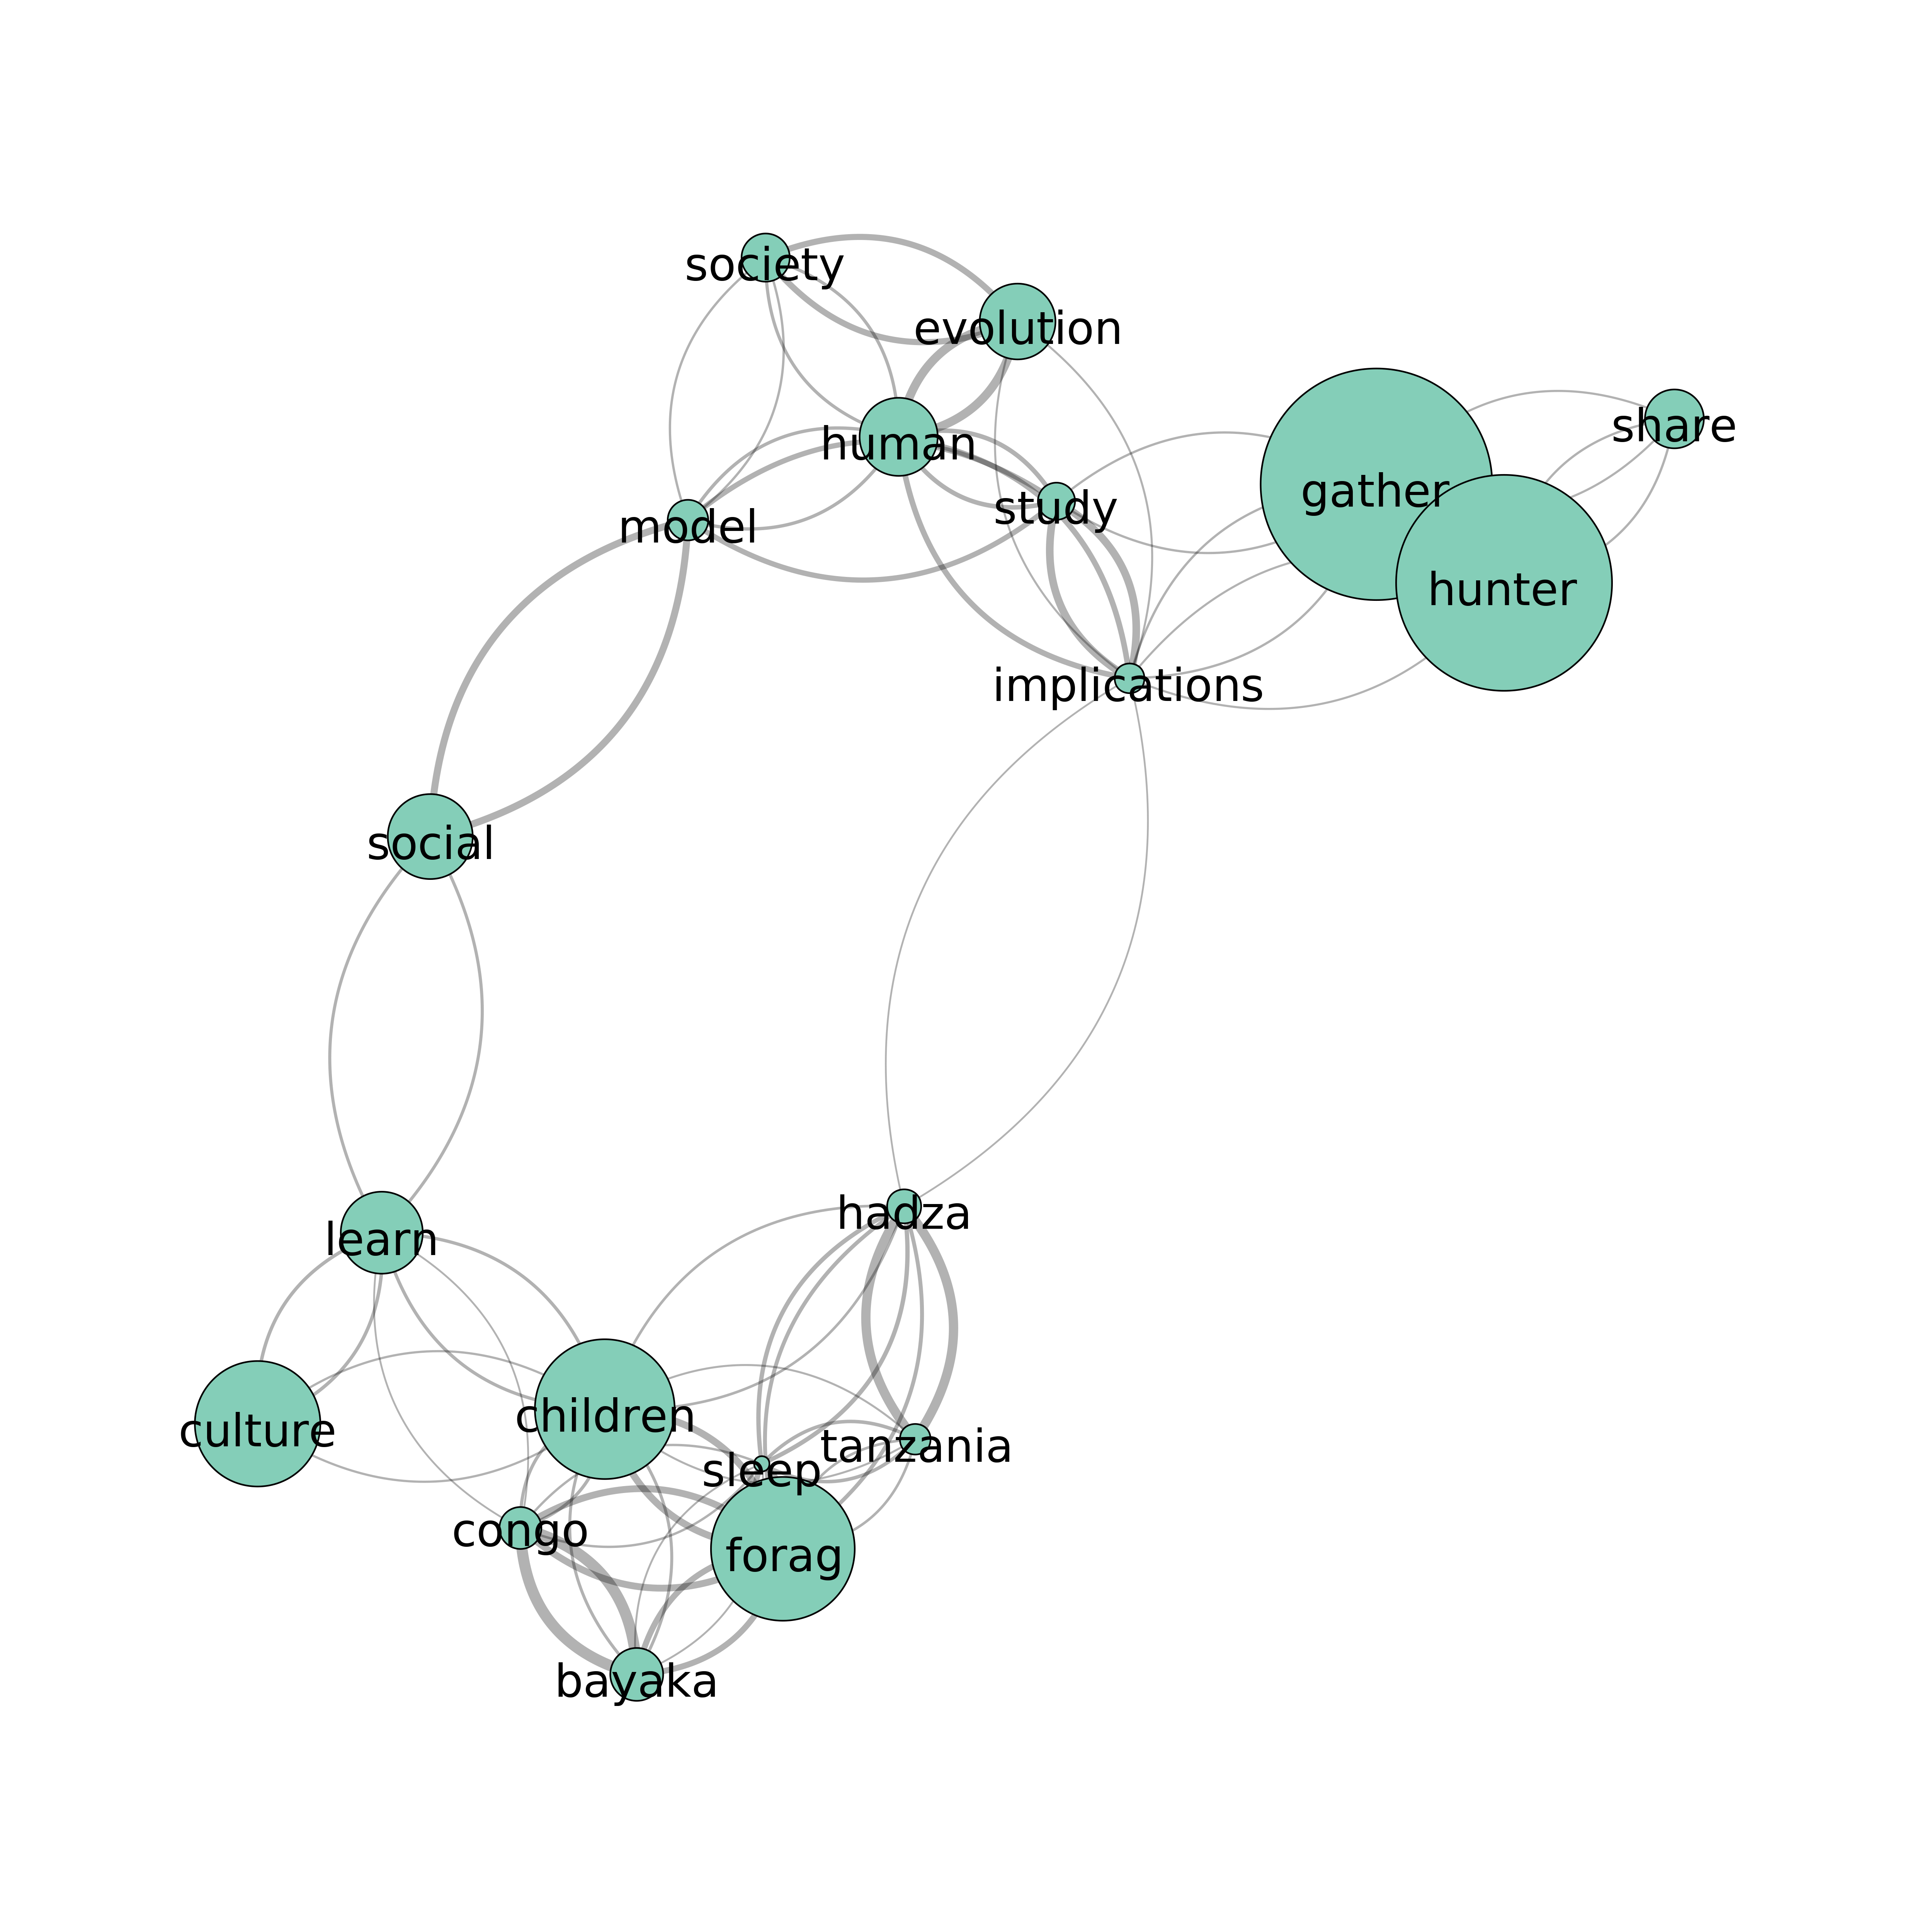 society
evolution
share
human
gather
study
model
hunter
implications
social
hadza
learn
children
culture
tanzania
sleep
congo
forag
bayaka